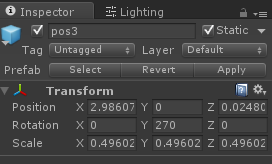 Inspector Lighting
pos3 Static
Tag Untagged Layer Default
Prefab Select Revert Apply
Transform
Position X 2.98607 Y 0 Z 0.02480
Rotation X 0 Y 270 Z 0
Scale X 0.49602 Y 0.49602 Z 0.49602